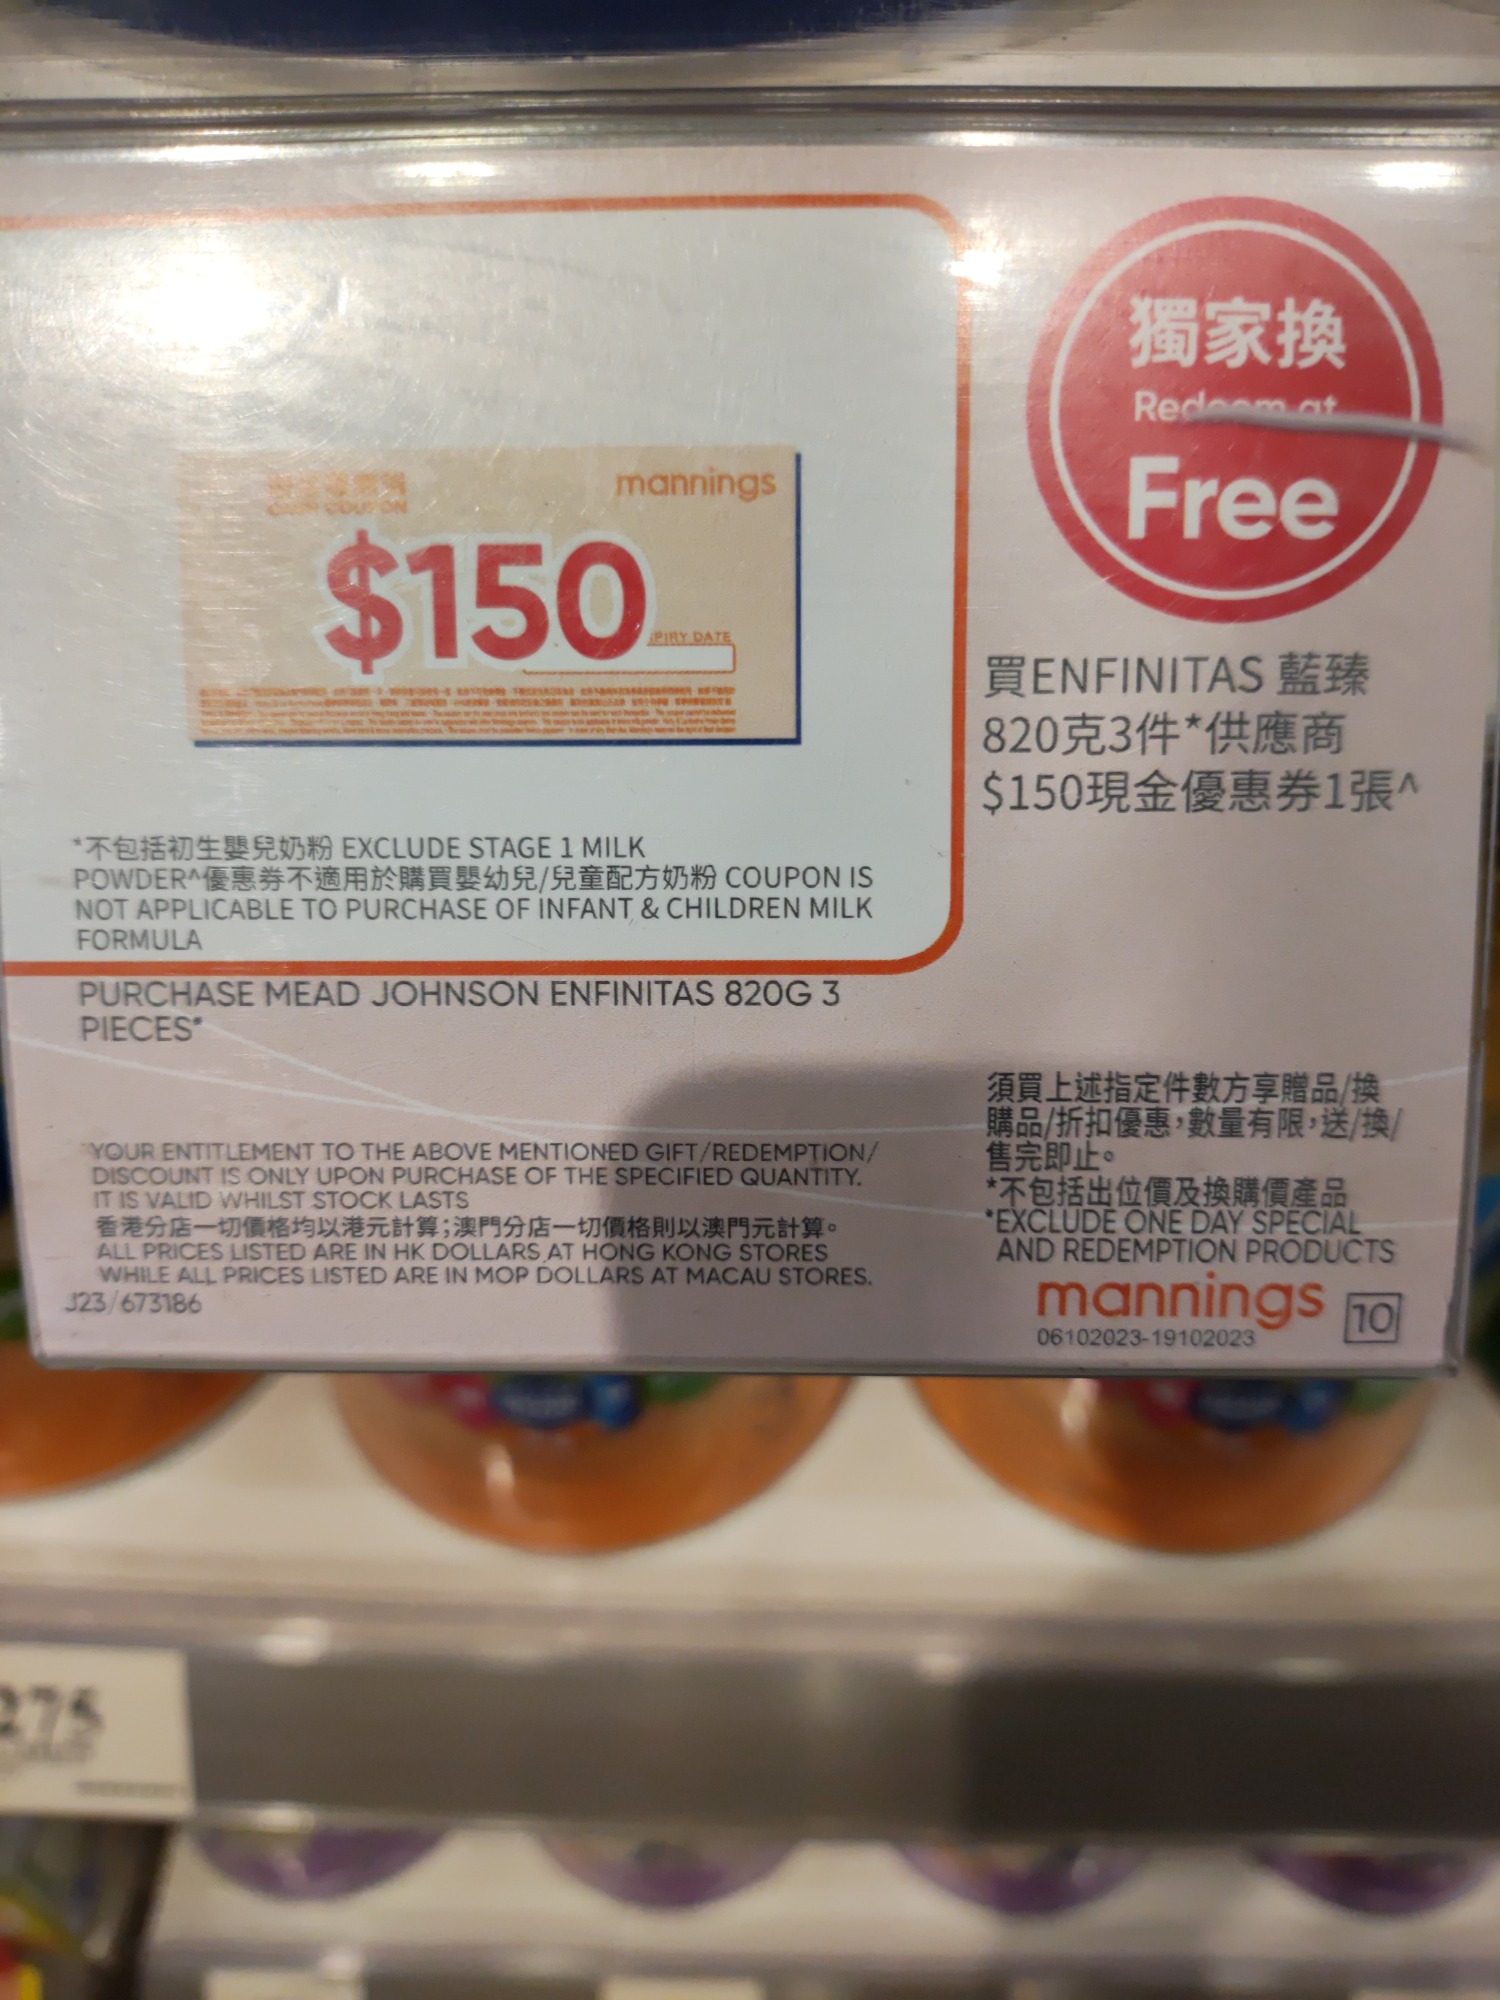 mannings
$150
PIRY DATE
*不包括初生嬰兒奶粉 EXCLUDE STAGE 1 MILK
POWDER^優惠券不適用於購買嬰幼兒/兒童配方奶粉 COUPON IS
NOT APPLICABLE TO PURCHASE OF INFANT & CHILDREN MILK
FORMULA
PURCHASE MEAD JOHNSON ENFINITAS 820G 3
PIECES*
獨家換
Redeem at
Free
買ENFINITAS 藍臻
820克3件*供應商
$150現金優惠券1張^
*YOUR ENTITLEMENT TO THE ABOVE MENTIONED GIFT/REDEMPTION/
DISCOUNT IS ONLY UPON PURCHASE OF THE SPECIFIED QUANTITY.
IT IS VALID WHILST STOCK LASTS
香港分店一切價格均以港元計算;澳門分店一切價格則以澳門元計算。
ALL PRICES LISTED ARE IN HK DOLLARS AT HONG KONG STORES
WHILE ALL PRICES LISTED ARE IN MOP DOLLARS AT MACAU STORES.
J23/673186
須買上述指定件數方享贈品/換
購品/折扣優惠,數量有限,送/換/
售完即止。
*不包括出位價及換購價產品
*EXCLUDE ONE DAY SPECIAL
AND REDEMPTION PRODUCTS
mannings 10
06102023-19102023
275